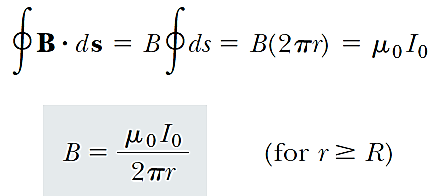 ∮ B · ds = B ∮ ds = B(2πr) = μ₀I₀
B = μ₀I₀ / 2πr (for r ≥ R)